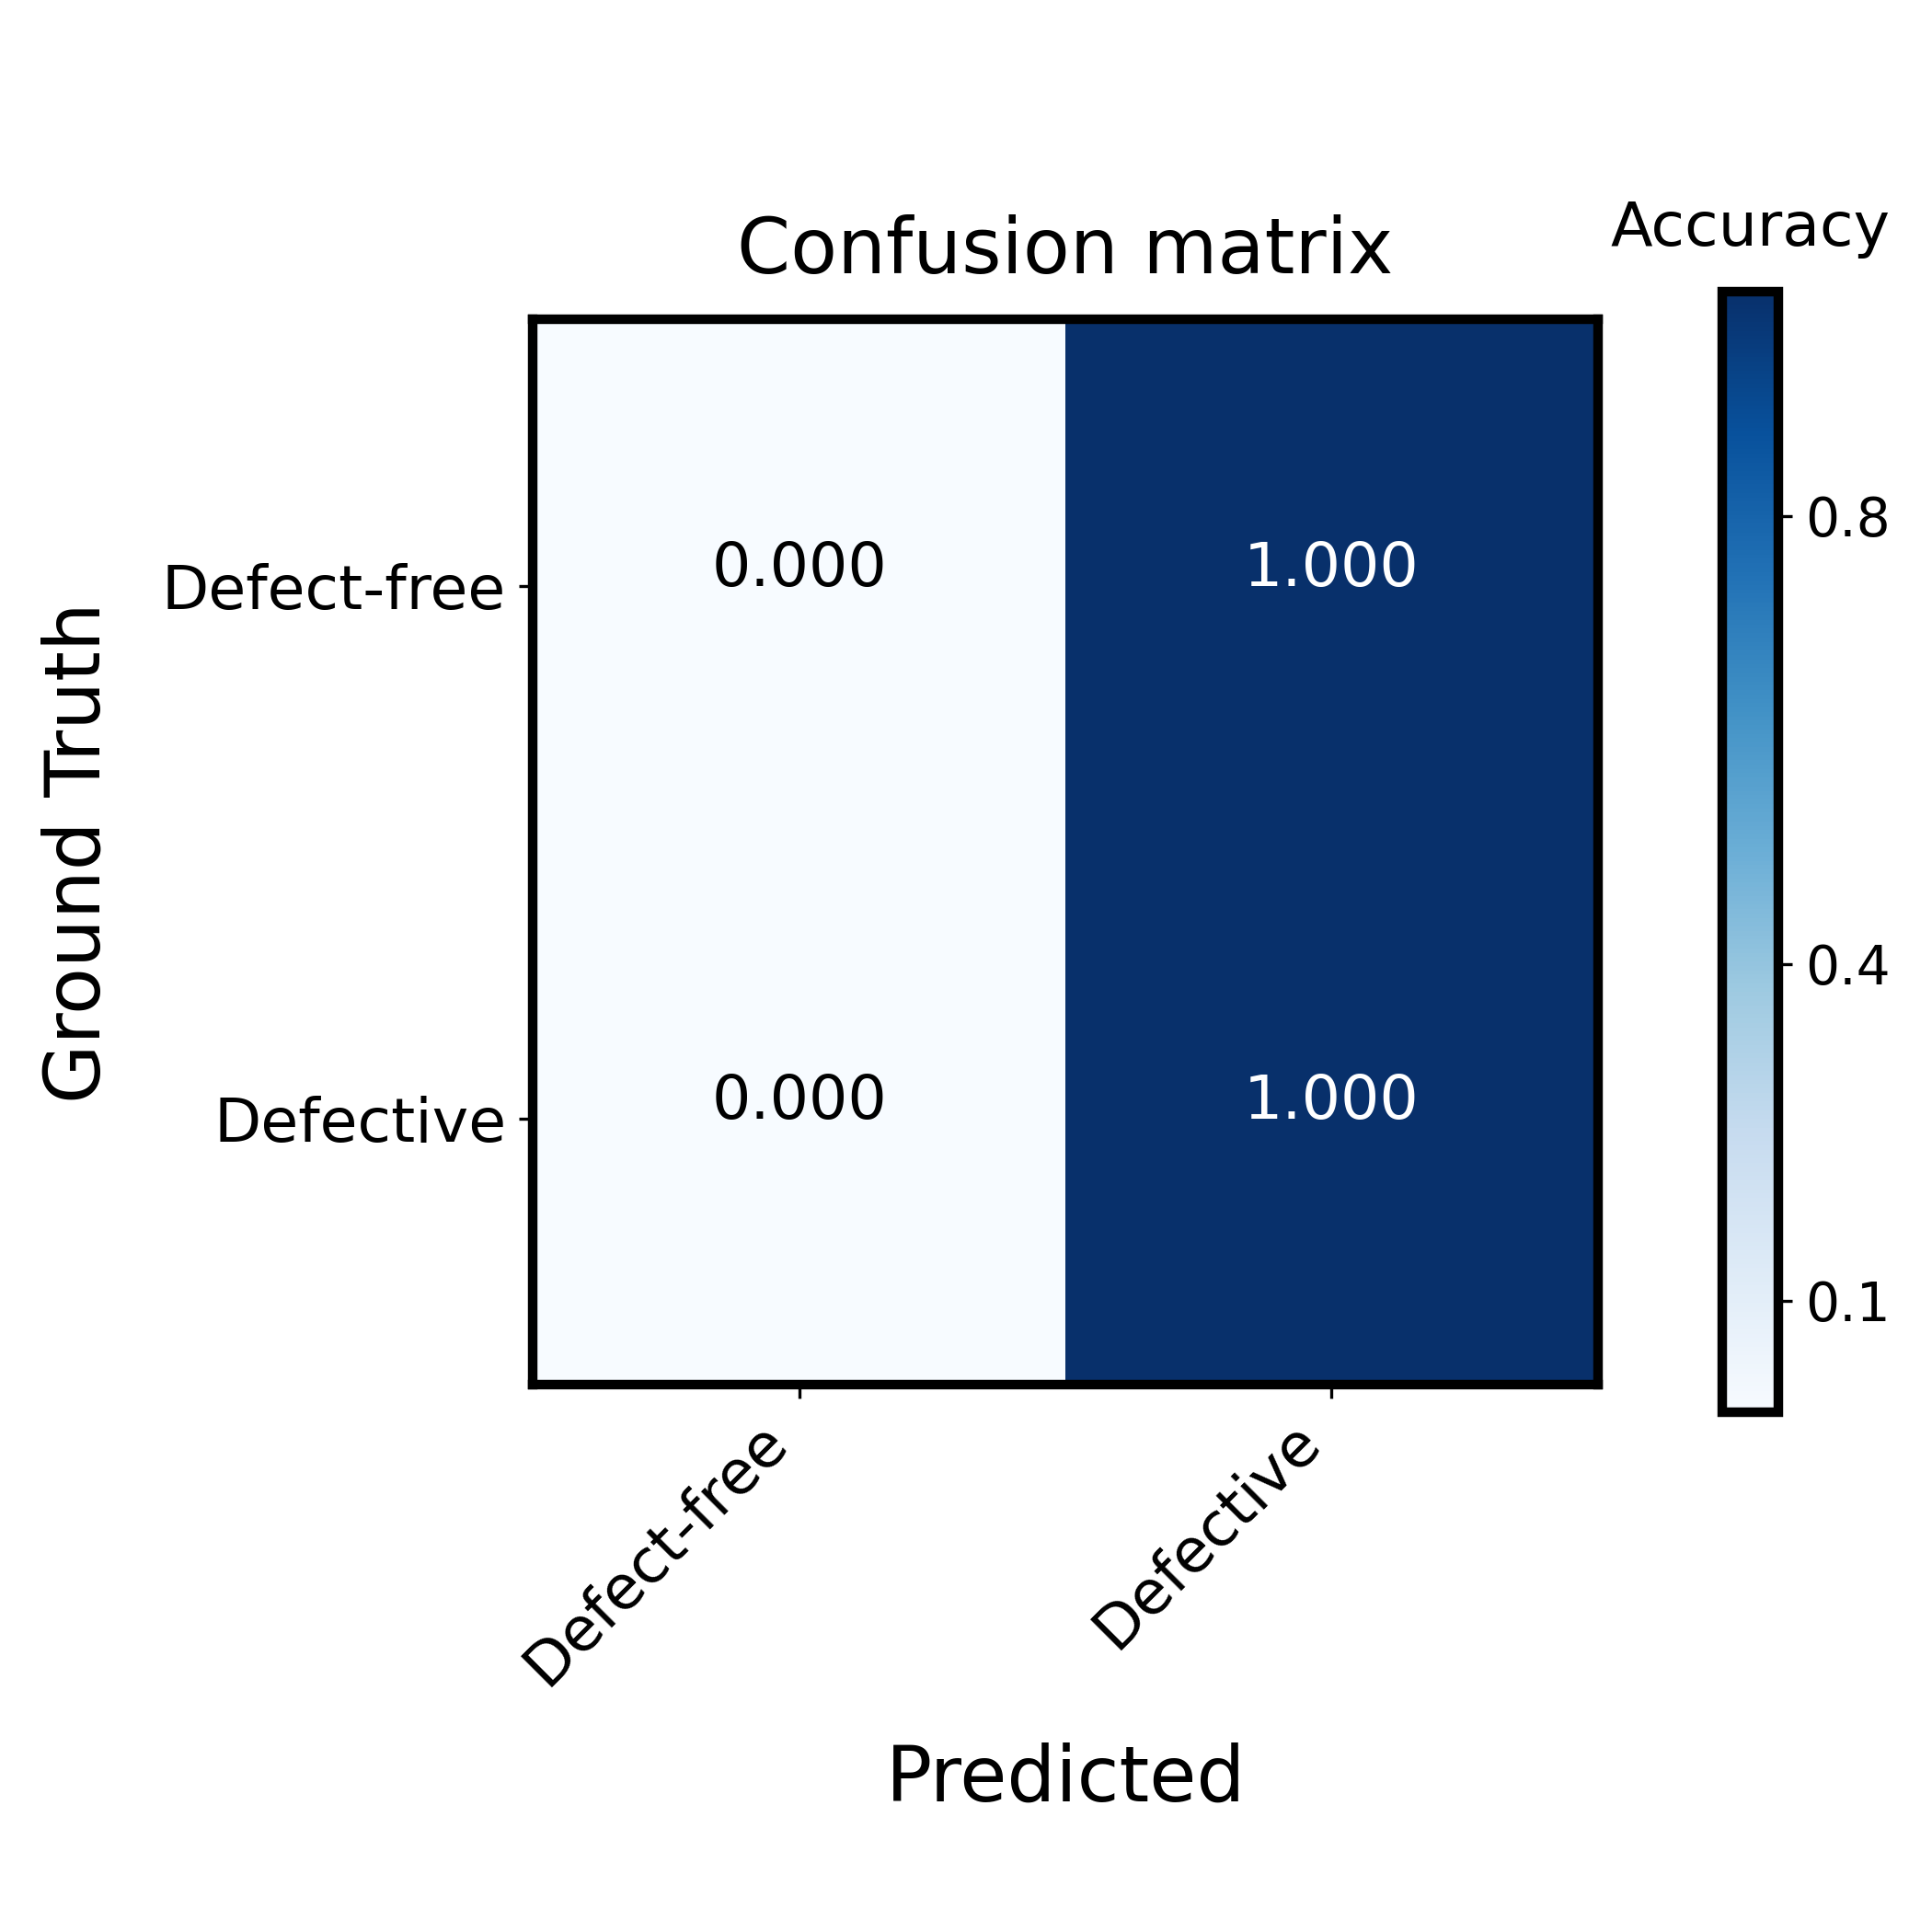 Confusion matrix
Accuracy
Ground Truth
Defect-free
0.000
1.000
Defective
0.000
1.000
0.8
0.4
0.1
Defect-free
Defective
Predicted